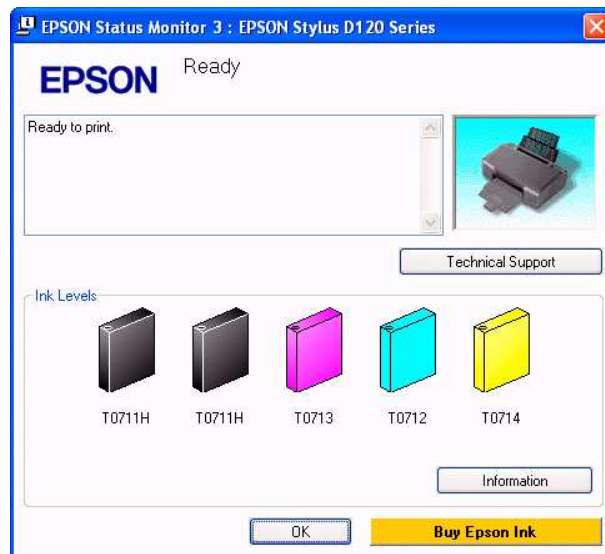 EPSON Status Monitor 3 : EPSON Stylus D120 Series
EPSON
Ready
Ready to print.
Technical Support
Ink Levels
T0711H T0711H T0713 T0712 T0714
Information
OK
Buy Epson Ink